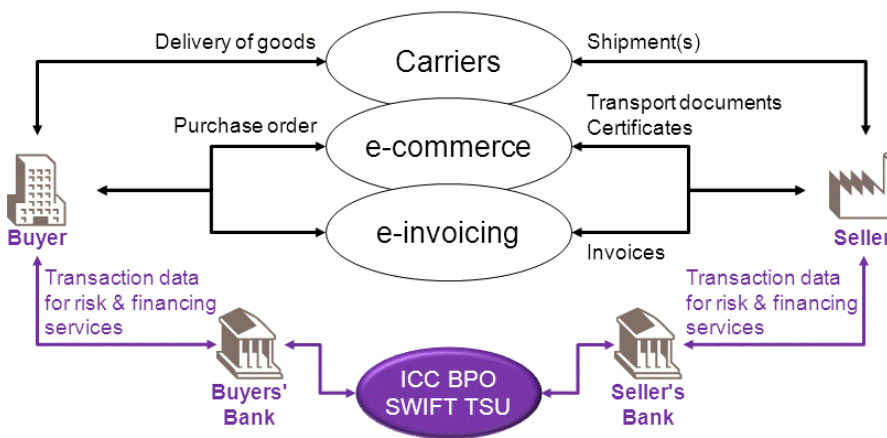 Delivery of goods
Carriers
Shipment(s)
Purchase order
e-commerce
Transport documents
Certificates
Buyer
e-invoicing
Invoices
Seller
Transaction data
for risk & financing
services
Transaction data
for risk & financing
services
Buyers'
Bank
ICC BPO
SWIFT TSU
Seller's
Bank